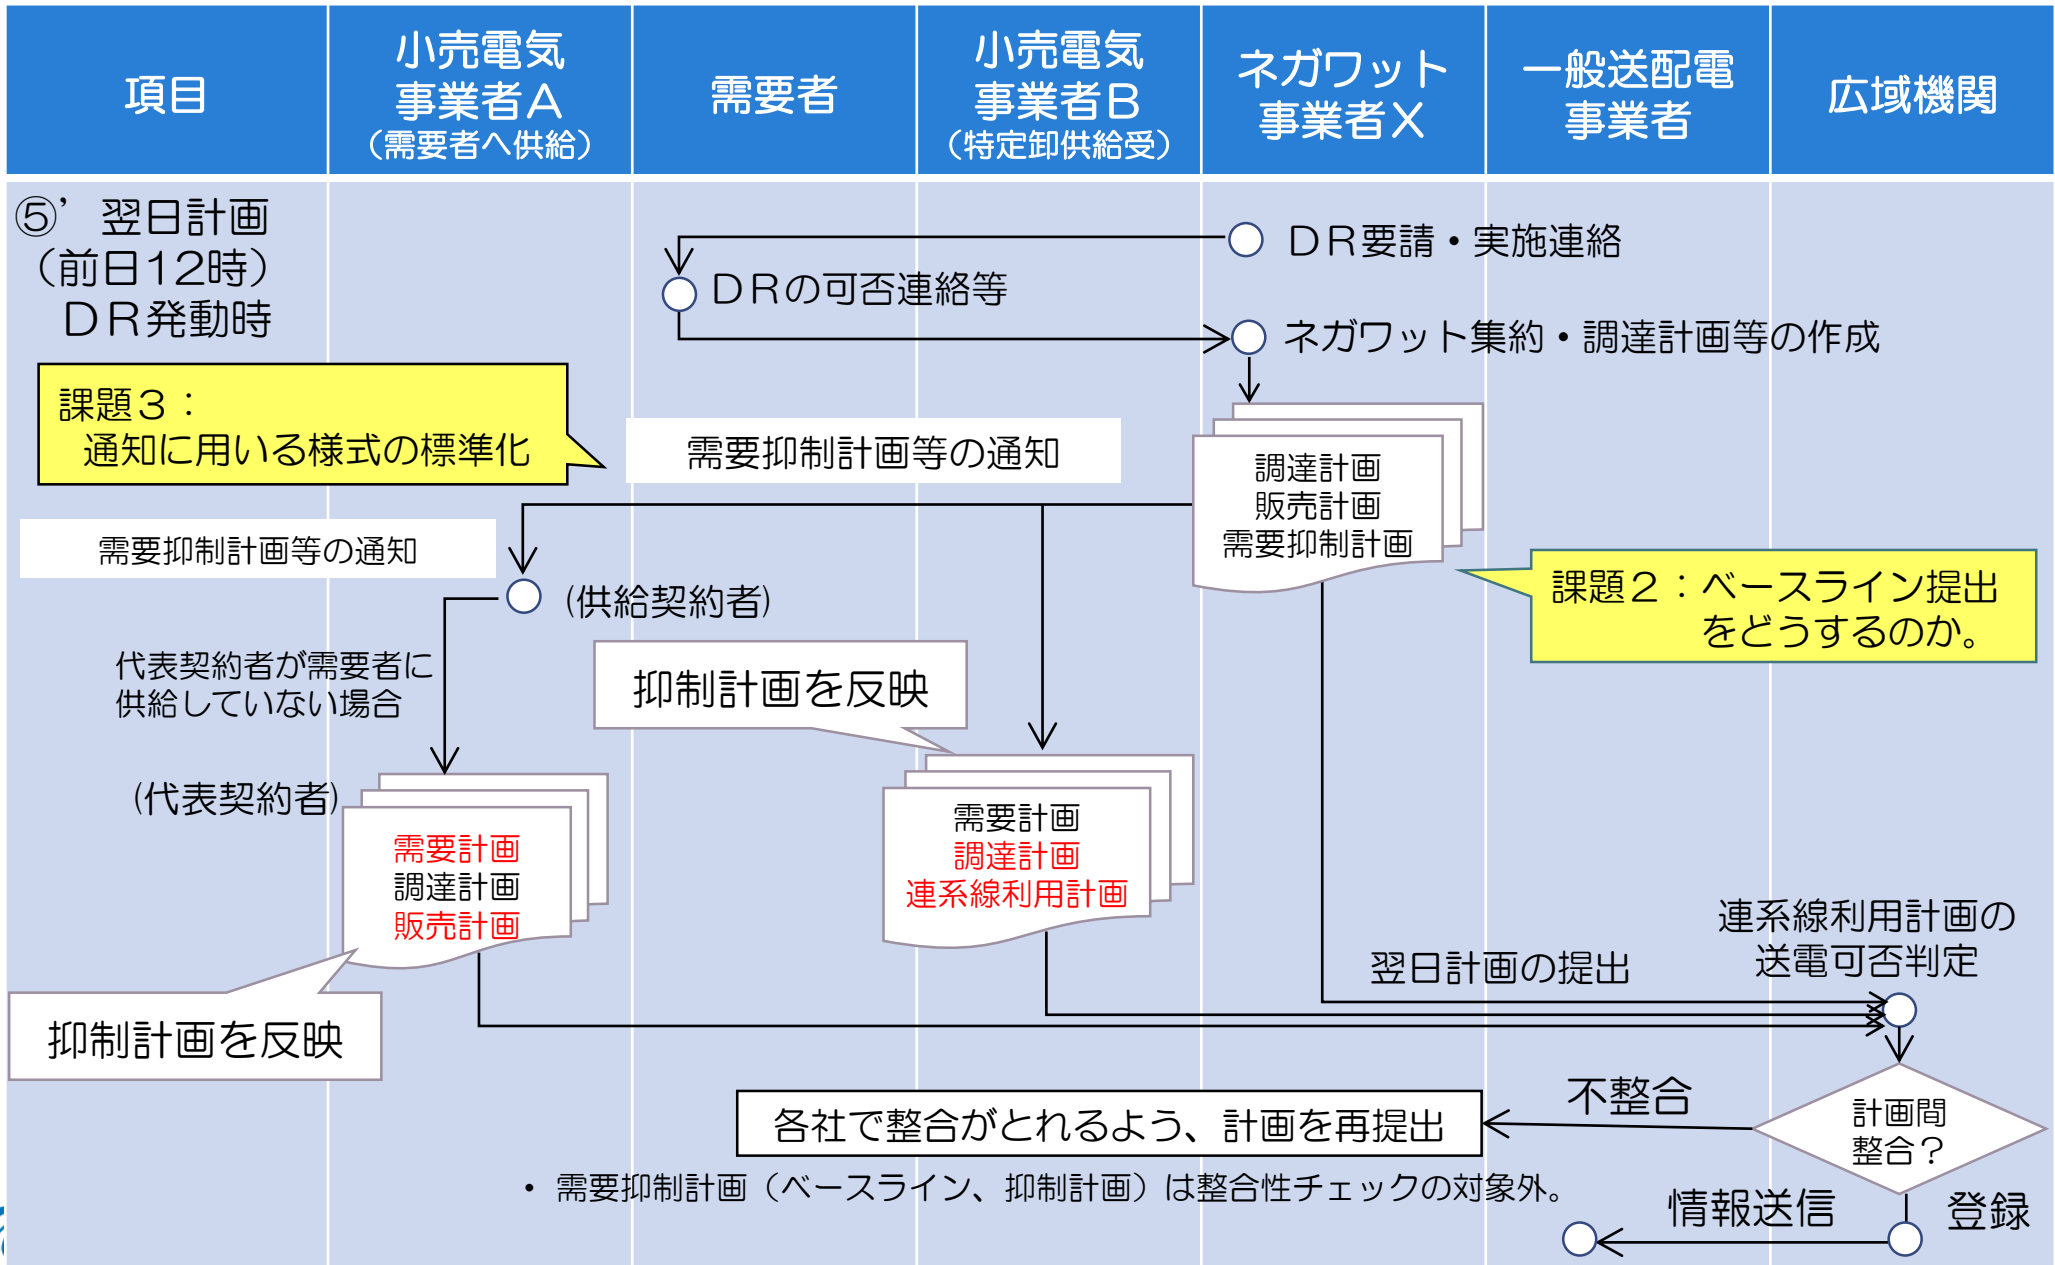 項目
小売電気
事業者A
（需要者へ供給）
需要者
小売電気
事業者B
（特定卸供給受）
ネガワット
事業者X
一般送配電
事業者
広域機関
⑤’ 翌日計画
（前日12時）
ＤＲ発動時
ＤＲ要請・実施連絡
ＤＲの可否連絡等
ネガワット集約・調達計画等の作成
課題３：
通知に用いる様式の標準化
需要抑制計画等の通知
調達計画
販売計画
需要抑制計画
需要抑制計画等の通知
(供給契約者)
課題２：ベースライン提出
をどうするのか。
代表契約者が需要者に
供給していない場合
抑制計画を反映
(代表契約者)
需要計画
調達計画
販売計画
需要計画
調達計画
連系線利用計画
連系線利用計画の
送電可否判定
翌日計画の提出
抑制計画を反映
不整合
各社で整合がとれるよう、計画を再提出
計画間
整合？
• 需要抑制計画（ベースライン、抑制計画）は整合性チェックの対象外。
情報送信
登録